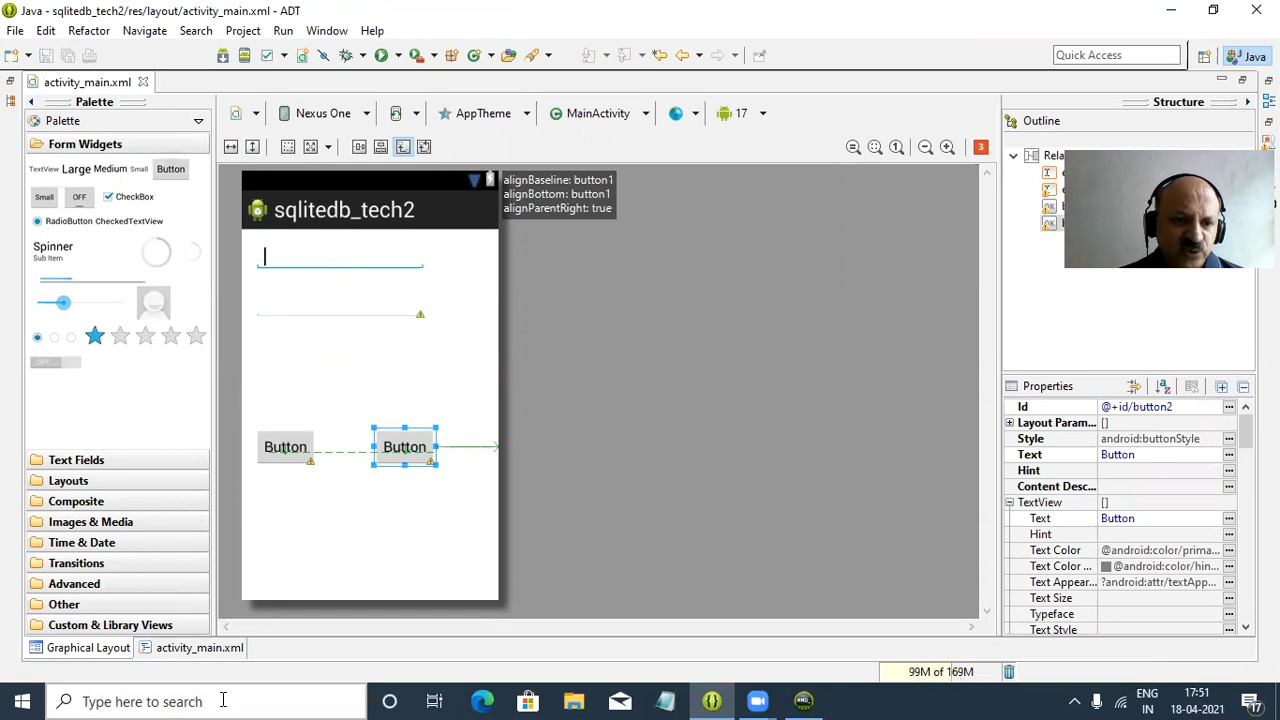 Java - sqlitedb_tech2/res/layout/activity_main.xml - ADT
File Edit Refactor Navigate Search Project Run Window Help
Quick Access
Java
activity_main.xml
Palette
Structure
Palette
Nexus One
AppTheme
MainActivity
17
Outline
Form Widgets
TextView Large Medium Small Button
Small OFF CheckBox
RadioButton CheckedTextView
Spinner
Sub Item
OFF
3
sqlitedb_tech2
alignBaseline: button1
alignBottom: button1
alignParentRight: true
Button
Button
Text Fields
Layouts
Composite
Images & Media
Time & Date
Transitions
Advanced
Other
Custom & Library Views
Rela
Properties
Id @+id/button2
Layout Param... []
Style android:buttonStyle
Text Button
Hint
Content Desc...
TextView []
Text Button
Hint
Text Color @android:color/prima...
Text Color ... @android:color/hin...
Text Appear... ?android:attr/textApp...
Text Size
Typeface
Text Style
Graphical Layout
activity_main.xml
99M of 169M
Type here to search
ENG
IN
17:51
18-04-2021
17